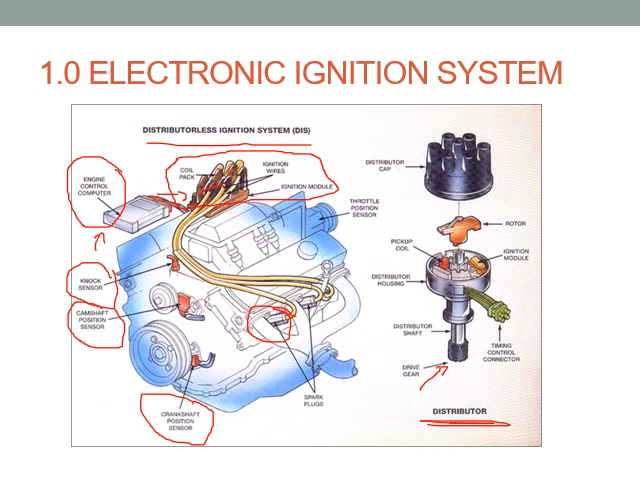 1.0 ELECTRONIC IGNITION SYSTEM
DISTRIBUTORLESS IGNITION SYSTEM (DIS)
COIL
PACK
IGNITION
WIRES
IGNITION MODULE
ENGINE
CONTROL
COMPUTER
THROTTLE
POSITION
SENSOR
KNOCK
SENSOR
CAMSHAFT
POSITION
SENSOR
CRANKSHAFT
POSITION
SENSOR
SPARK
PLUGS
DISTRIBUTOR
CAP
ROTOR
PICKUP
COIL
IGNITION
MODULE
DISTRIBUTOR
HOUSING
DISTRIBUTOR
SHAFT
TIMING
CONTROL
CONNECTOR
DRIVE
GEAR
DISTRIBUTOR